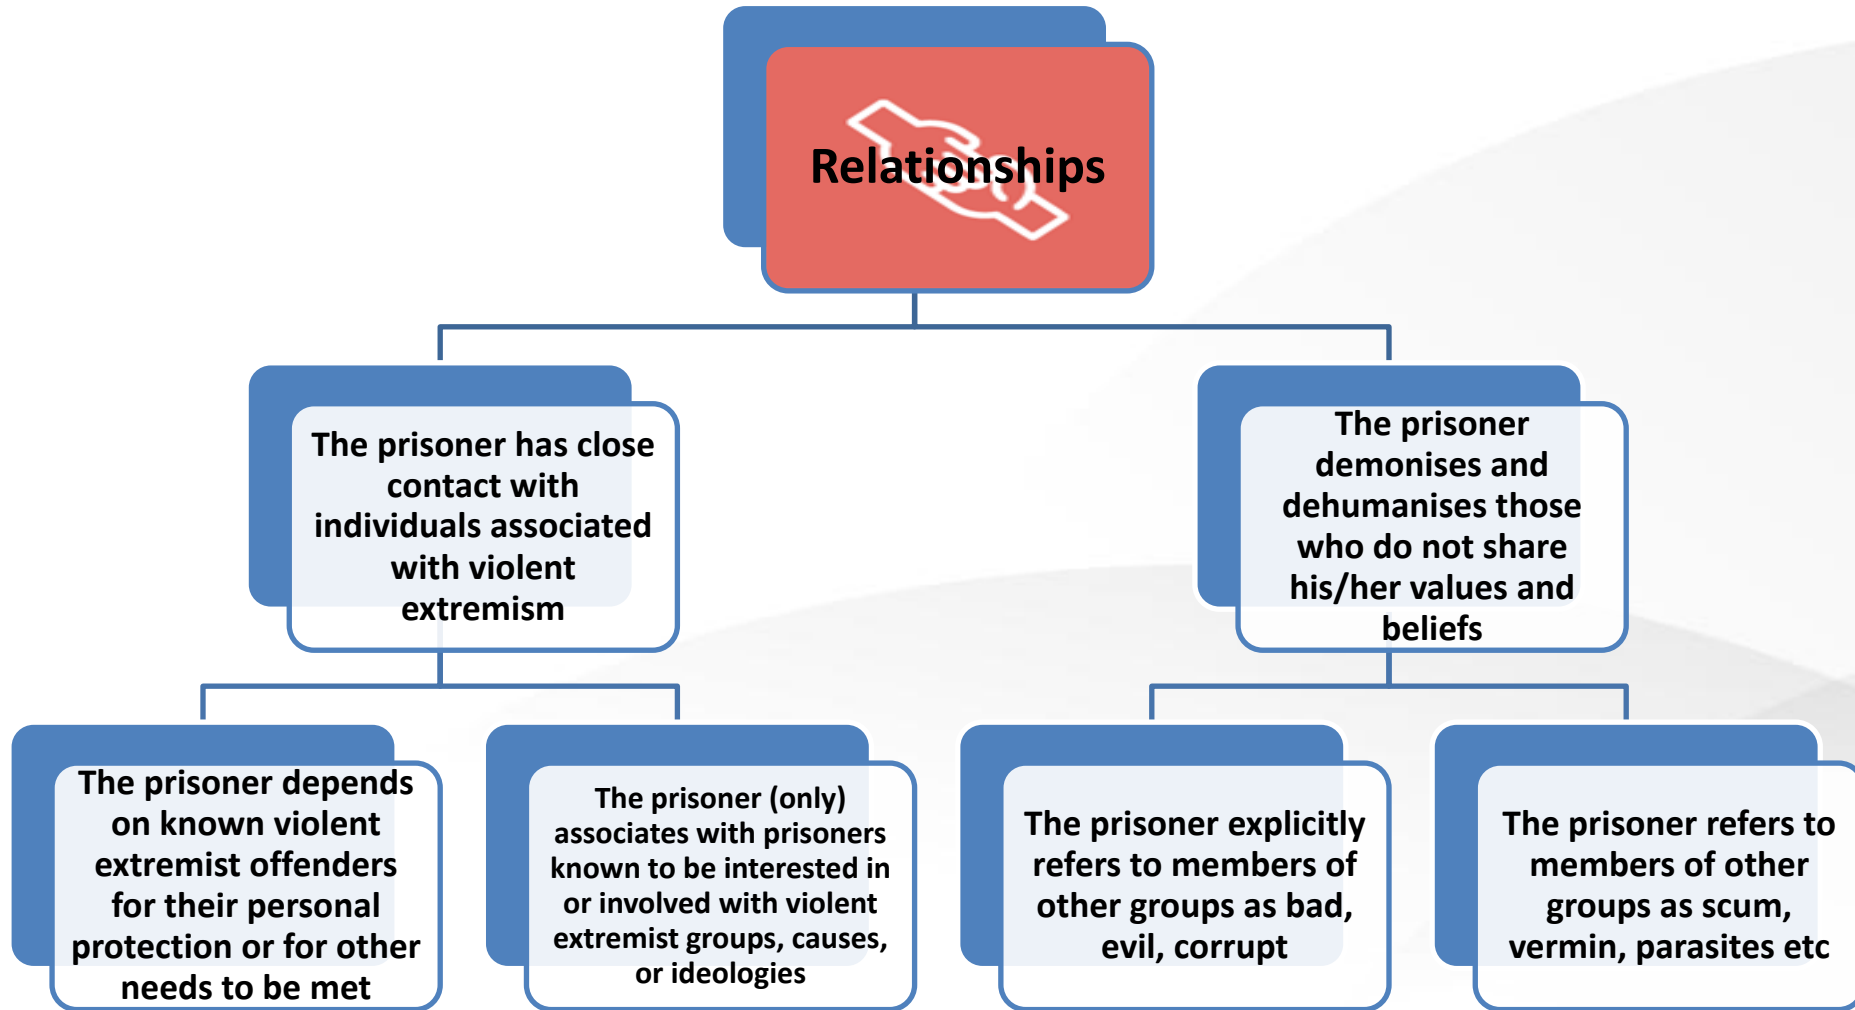 Relationships
The prisoner has close
contact with
individuals associated
with violent
extremism
The prisoner
demonises and
dehumanises those
who do not share
his/her values and
beliefs
The prisoner depends
on known violent
extremist offenders
for their personal
protection or for other
needs to be met
The prisoner (only)
associates with prisoners
known to be interested in
or involved with violent
extremist groups, causes,
or ideologies
The prisoner explicitly
refers to members of
other groups as bad,
evil, corrupt
The prisoner refers to
members of other
groups as scum,
vermin, parasites etc